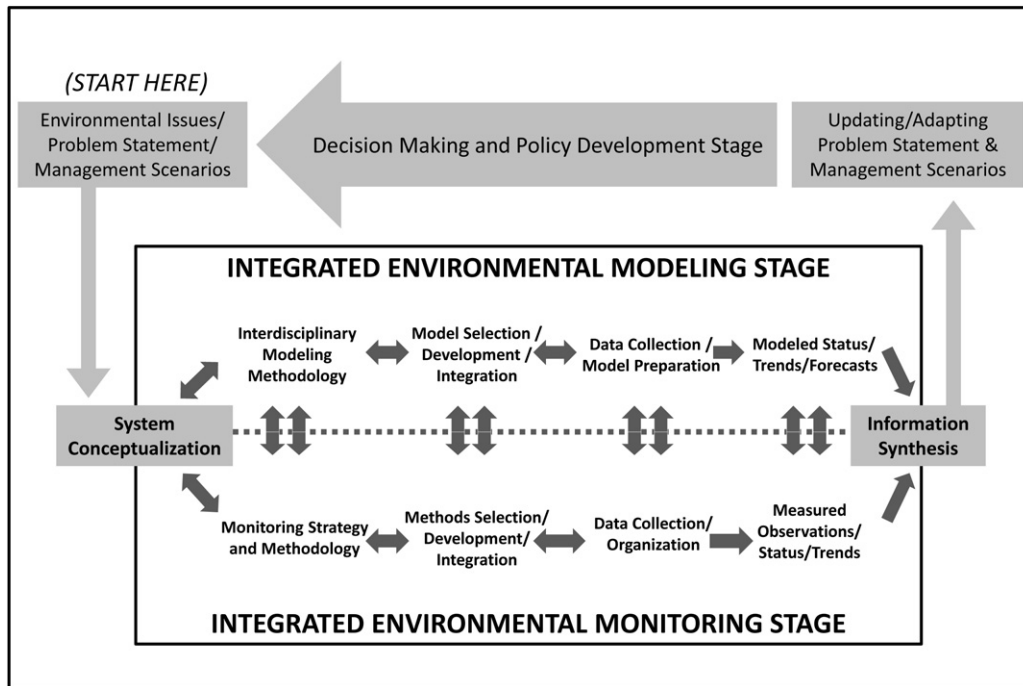 (START HERE)
Environmental Issues/
Problem Statement/
Management Scenarios
Decision Making and Policy Development Stage
Updating/Adapting
Problem Statement &
Management Scenarios
INTEGRATED ENVIRONMENTAL MODELING STAGE
Interdisciplinary
Modeling
Methodology
Model Selection /
Development /
Integration
Data Collection /
Model Preparation
Modeled Status/
Trends/Forecasts
System
Conceptualization
Information
Synthesis
Monitoring Strategy
and Methodology
Methods Selection/
Development/
Integration
Data Collection/
Organization
Measured
Observations/
Status/Trends
INTEGRATED ENVIRONMENTAL MONITORING STAGE